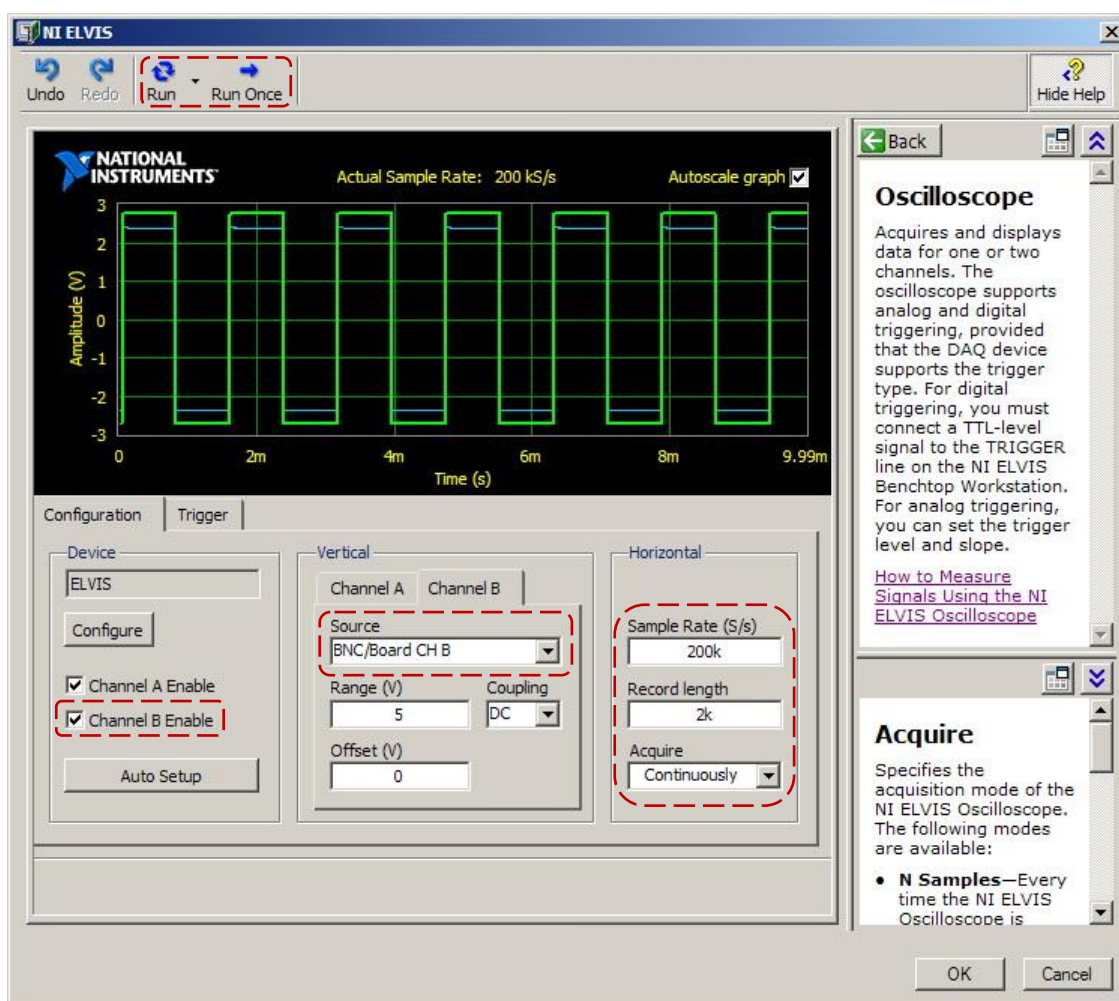 NI ELVIS
Undo Redo Run Run Once Hide Help
NATIONAL
INSTRUMENTS
Actual Sample Rate: 200 kS/s Autoscale graph
3
2
1
0
-1
-2
-3
Amplitude (V)
0 2m 4m 6m 8m 9.99m
Time (s)
Configuration Trigger
Device
ELVIS
Configure
Channel A Enable
Channel B Enable
Auto Setup
Vertical
Channel A Channel B
Source
BNC/Board CH B
Range (V) Coupling
5 DC
Offset (V)
0
Horizontal
Sample Rate (S/s)
200k
Record length
2k
Acquire
Continuously
Back
Oscilloscope
Acquires and displays
data for one or two
channels. The
oscilloscope supports
analog and digital
triggering, provided
that the DAQ device
supports the trigger
type. For digital
triggering, you must
connect a TTL-level
signal to the TRIGGER
line on the NI ELVIS
Benchtop Workstation.
For analog triggering,
you can set the trigger
level and slope.
How to Measure
Signals Using the NI
ELVIS Oscilloscope
Acquire
Specifies the
acquisition mode of the
NI ELVIS Oscilloscope.
The following modes
are available:
• N Samples—Every
time the NI ELVIS
Oscilloscope is
OK Cancel